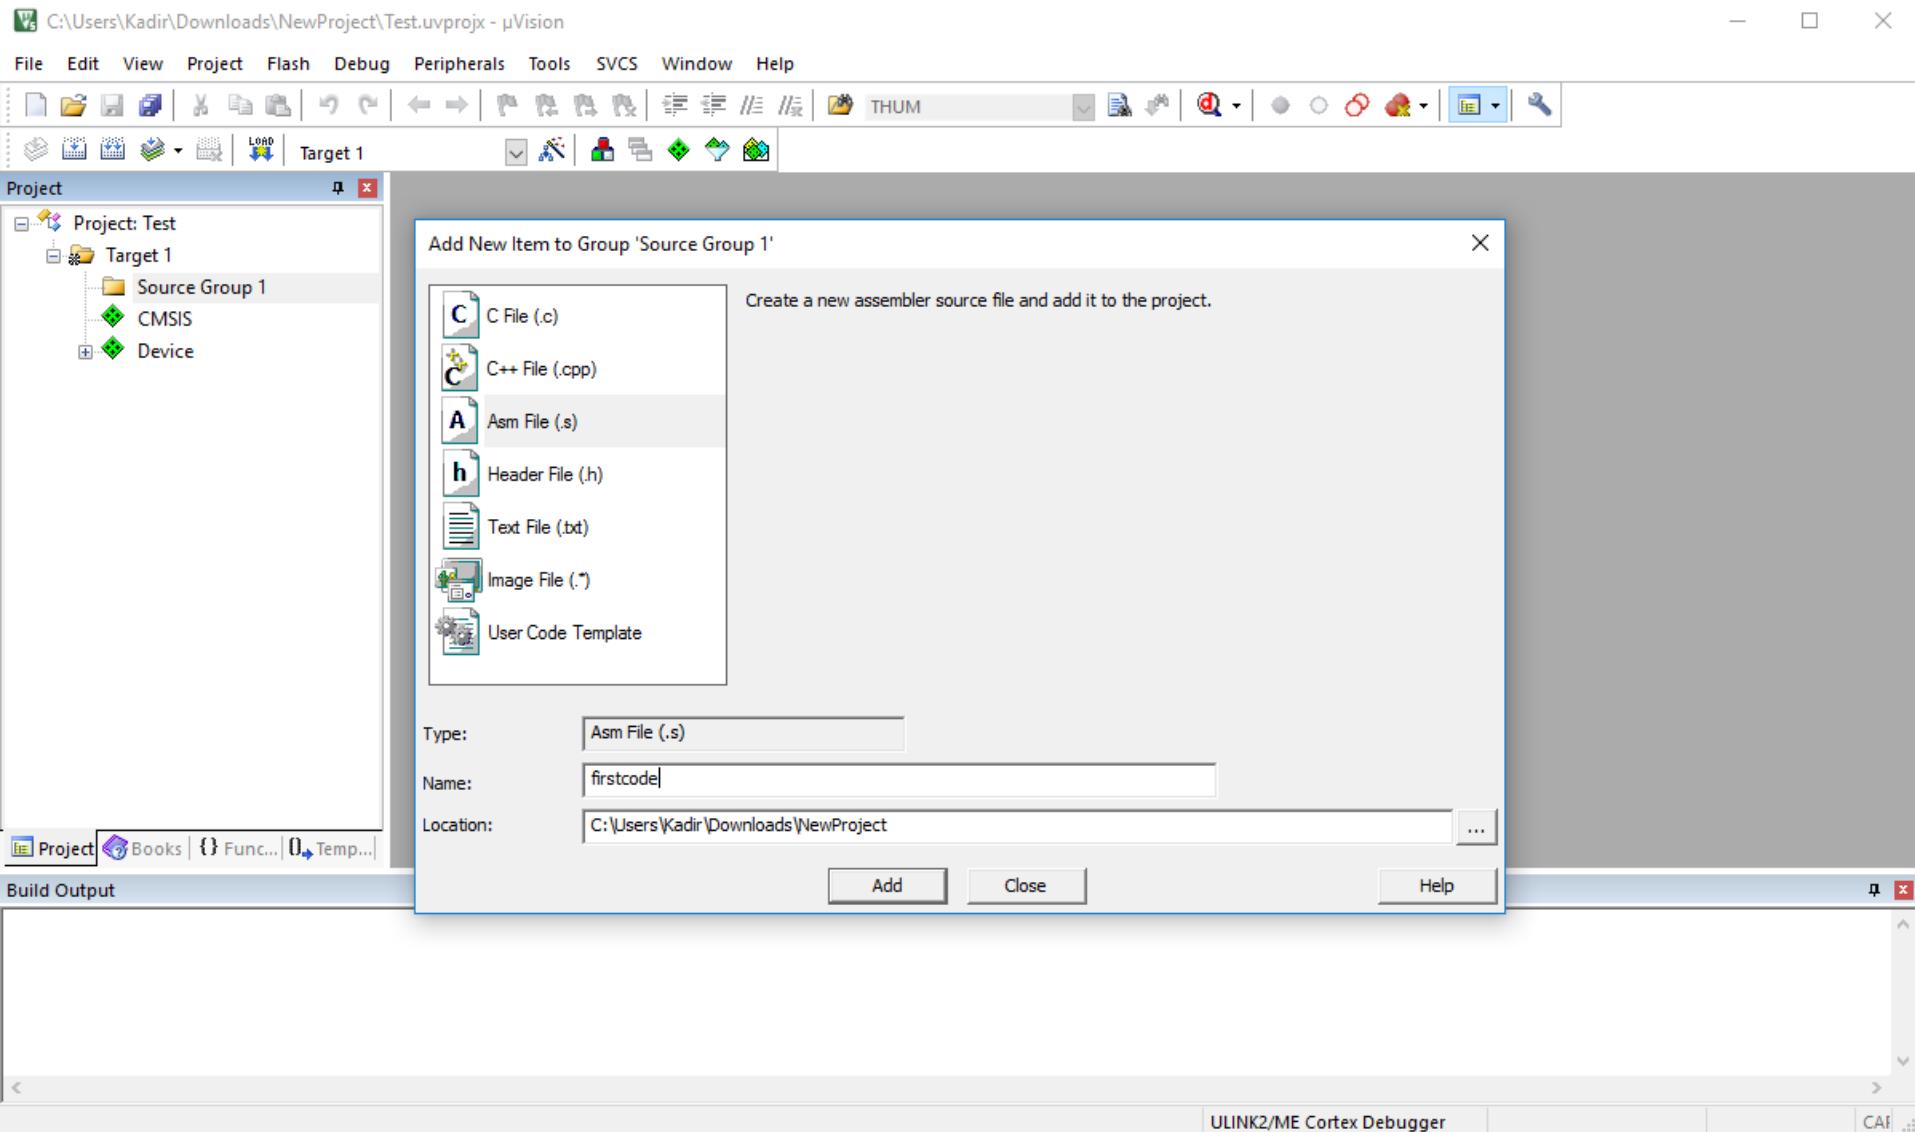 C:\Users\Kadir\Downloads\NewProject\Test.uvprojx - µVision
File Edit View Project Flash Debug Peripherals Tools SVCS Window Help
THUM
LOAD Target 1
Project
Project: Test
Target 1
Source Group 1
CMSIS
Device
Add New Item to Group 'Source Group 1'
C File (.c)
C++ File (.cpp)
Asm File (.s)
Header File (.h)
Text File (.txt)
Image File (.*)
User Code Template
Create a new assembler source file and add it to the project.
Type: Asm File (.s)
Name: firstcode
Location: C:\Users\Kadir\Downloads\NewProject ...
Add Close Help
Project Books {} Func... Temp...
Build Output
ULINK2/ME Cortex Debugger